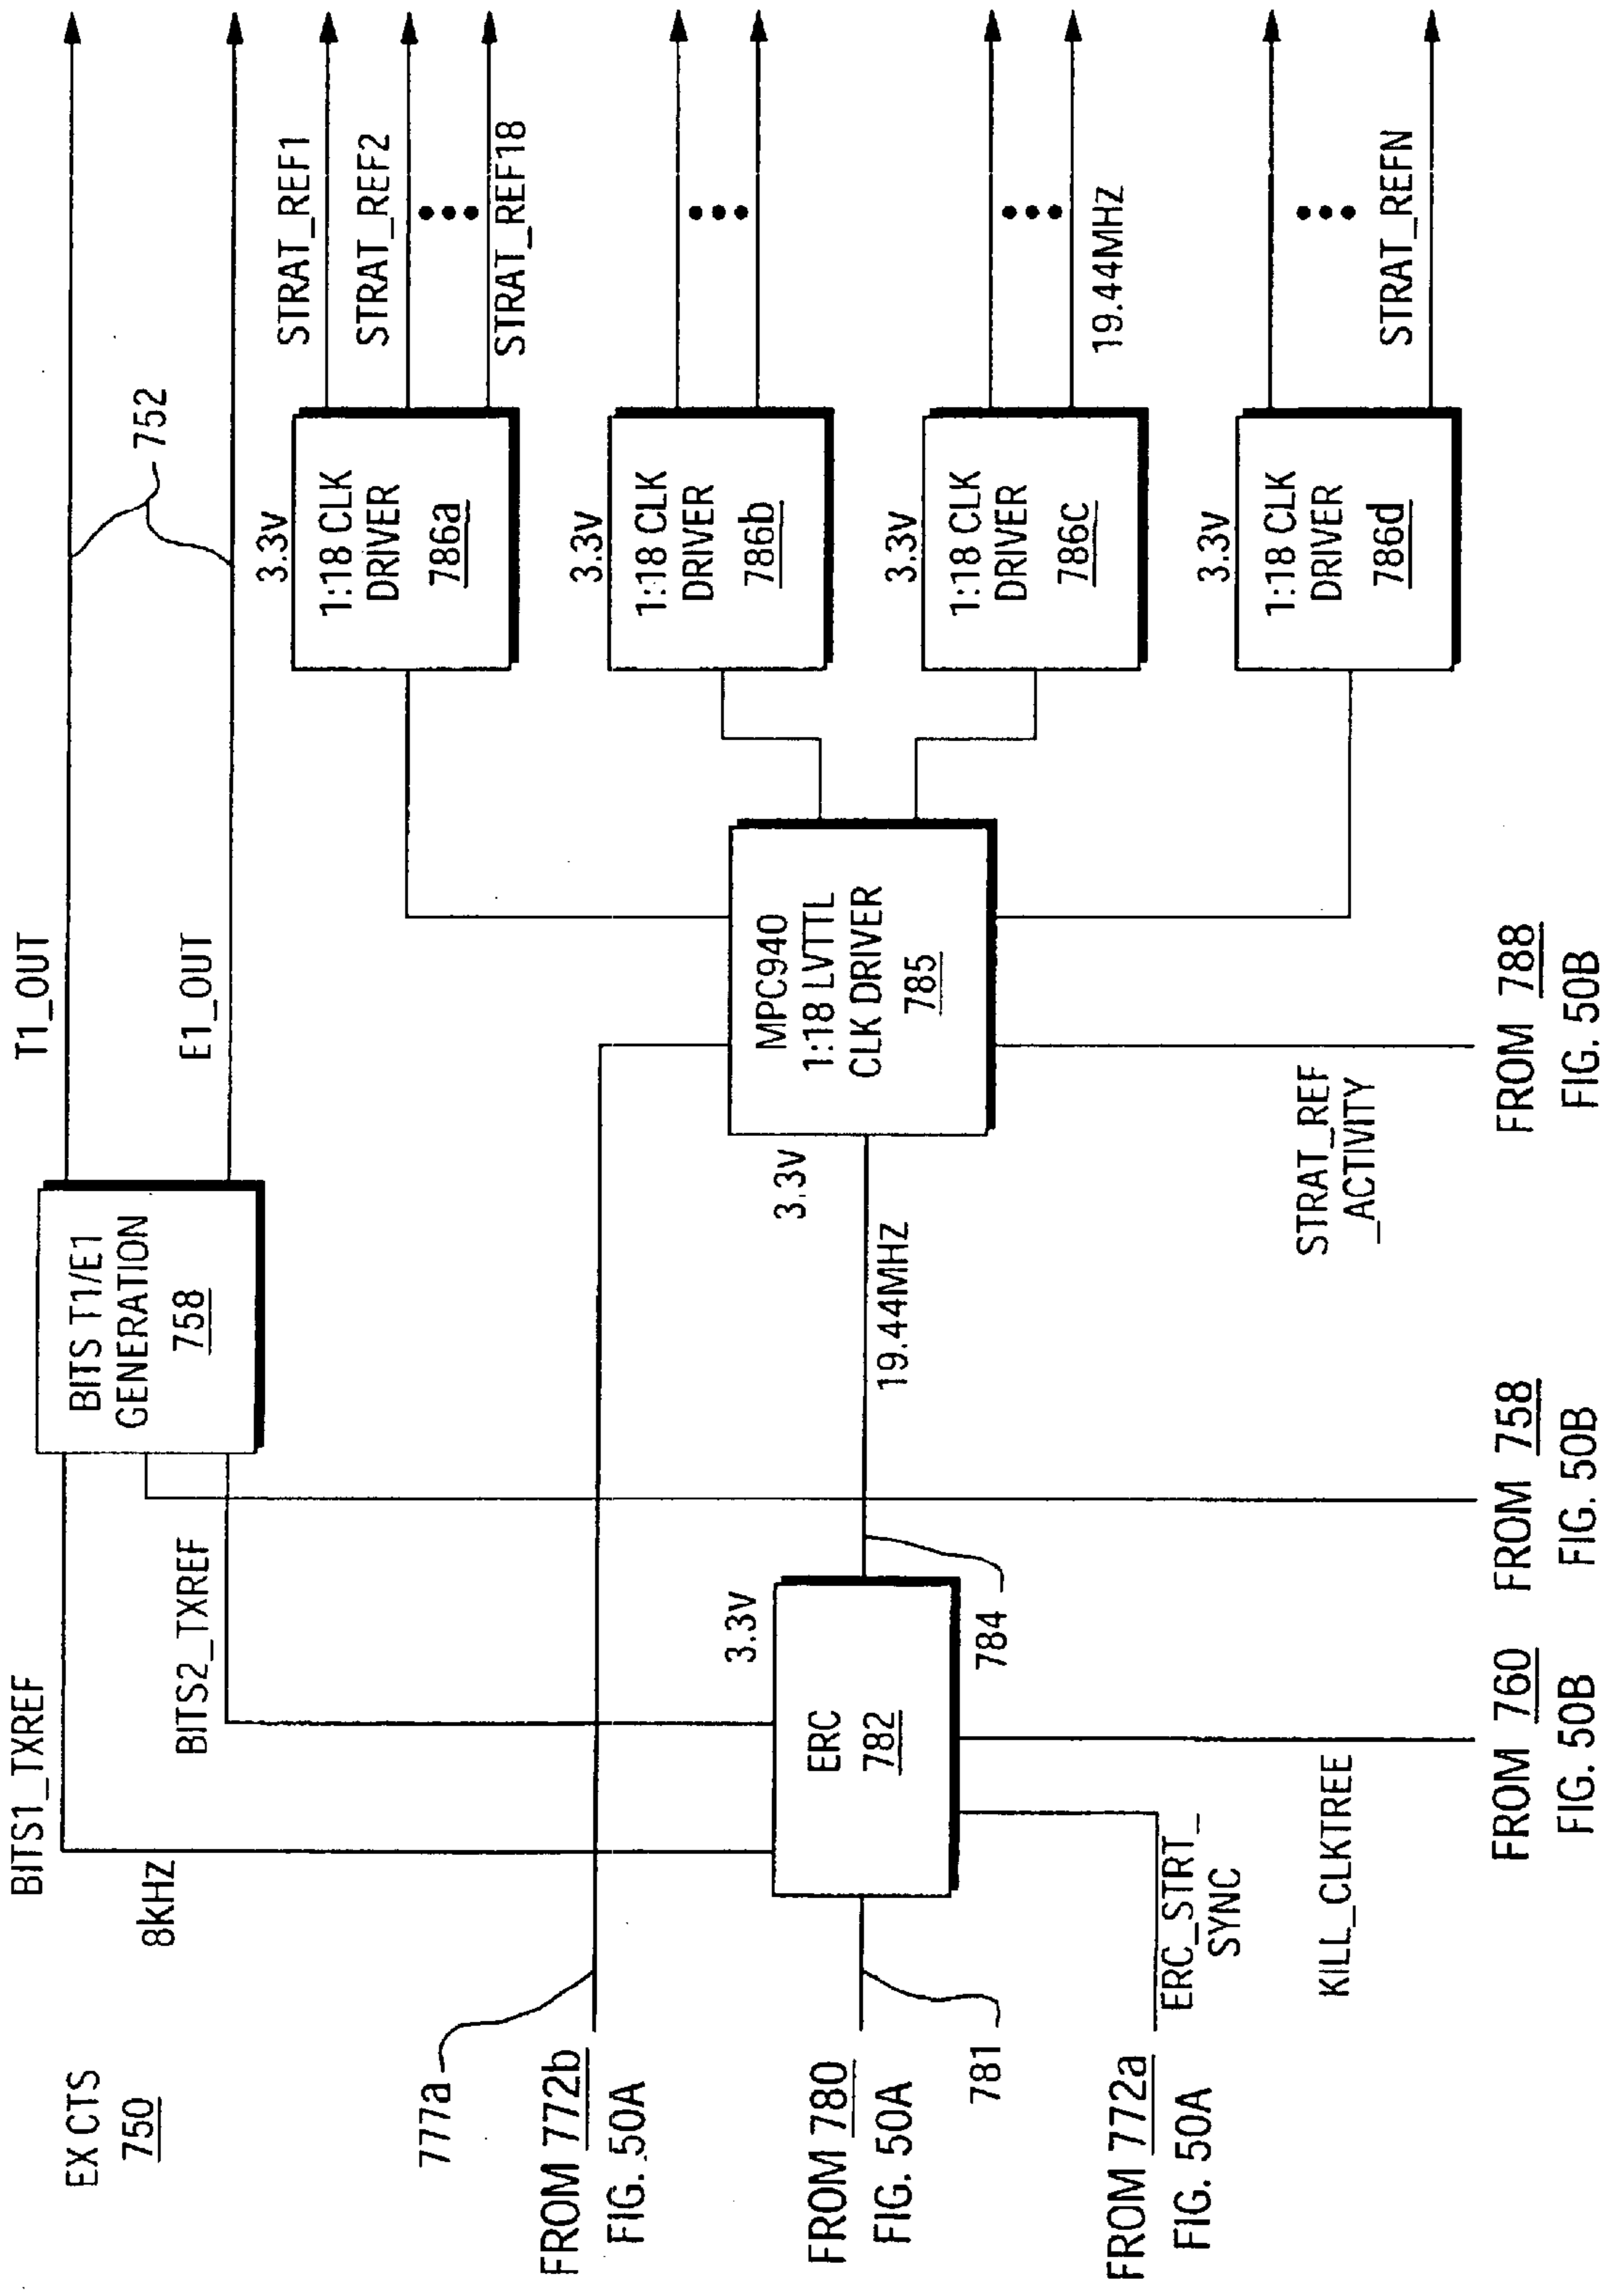 EX CTS
750
BITS1_TXREF
8kHZ
BITS2_TXREF
BITS T1/E1
GENERATION
758
T1_OUT
E1_OUT
752
777a
FROM 772b
FIG. 50A
FROM 780
FIG. 50A
781
FROM 772a
FIG. 50A
ERC_STRT_
SYNC
KILL_CLKTREE
3.3V
ERC
782
784
19.44MHZ
3.3V
MPC940
1:18 LVTTL
CLK DRIVER
785
STRAT_REF
_ACTIVITY
FROM 760
FIG. 50B
FROM 758
FIG. 50B
FROM 788
FIG. 50B
3.3V
1:18 CLK
DRIVER
786a
STRAT_REF1
STRAT_REF2
STRAT_REF18
3.3V
1:18 CLK
DRIVER
786b
3.3V
1:18 CLK
DRIVER
786c
19.44MHZ
3.3V
1:18 CLK
DRIVER
786d
STRAT_REFN